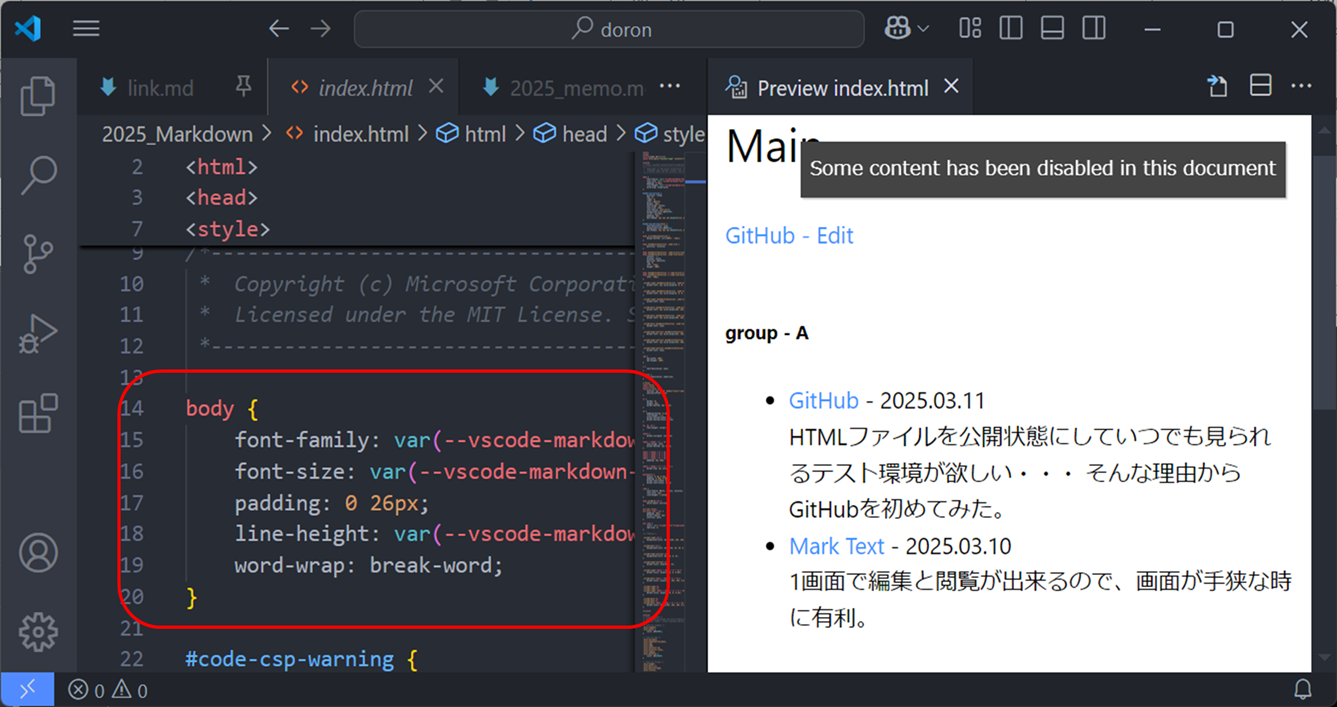 doron
link.md
index.html
2025_memo.m
Preview index.html
2025_Markdown > index.html > html > head > style
2 <html>
3 <head>
7 <style>
9 /*-----------------------------------
10 * Copyright (c) Microsoft Corporati
11 * Licensed under the MIT License. S
12 *-----------------------------------
13
14 body {
15 font-family: var(--vscode-markdow
16 font-size: var(--vscode-markdown-
17 padding: 0 26px;
18 line-height: var(--vscode-markdow
19 word-wrap: break-word;
20 }
21
22 #code-csp-warning {
Main
Some content has been disabled in this document
GitHub - Edit
group - A
• GitHub - 2025.03.11
HTMLファイルを公開状態にしていつでも見られ
るテスト環境が欲しい・・・ そんな理由から
GitHubを初めてみた。
• Mark Text - 2025.03.10
1画面で編集と閲覧が出来るので、画面が手狭な時
に有利。
0 0